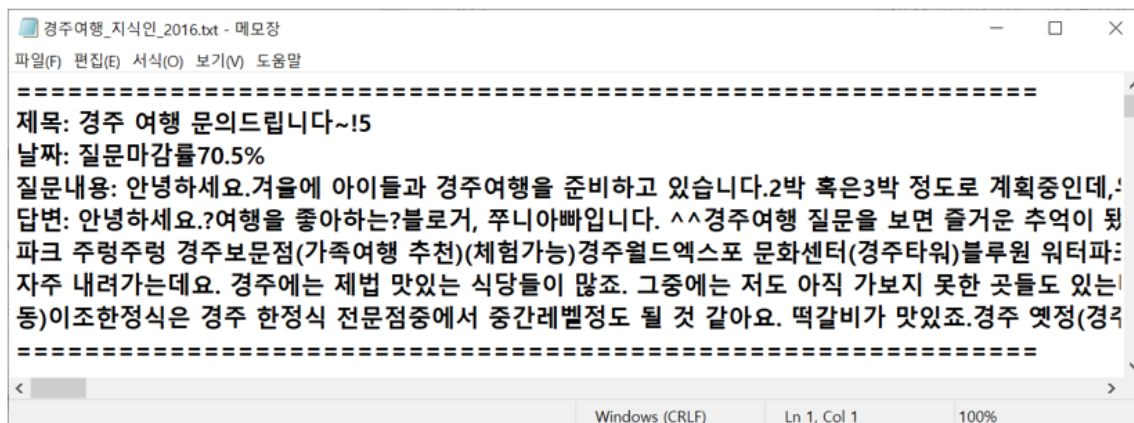 경주여행_지식인_2016.txt - 메모장
파일(F) 편집(E) 서식(O) 보기(V) 도움말
============================================================
제목: 경주 여행 문의드립니다~!5
날짜: 질문마감률70.5%
질문내용: 안녕하세요.겨울에 아이들과 경주여행을 준비하고 있습니다.2박 혹은3박 정도로 계획중인데,
답변: 안녕하세요.?여행을 좋아하는?블로거, 쭈니아빠입니다. ^^경주여행 질문을 보면 즐거운 추억이
파크 주렁주렁 경주보문점(가족여행 추천)(체험가능)경주월드엑스포 문화센터(경주타워)블루원 워터파크
자주 내려가는데요. 경주에는 제법 맛있는 식당들이 많죠. 그중에는 저도 아직 가보지 못한 곳들도 있는
동)이조한정식은 경주 한정식 전문점중에서 중간레벨정도 될 것 같아요. 떡갈비가 맛있죠.경주 옛정(경주
============================================================
Windows (CRLF) Ln 1, Col 1 100%